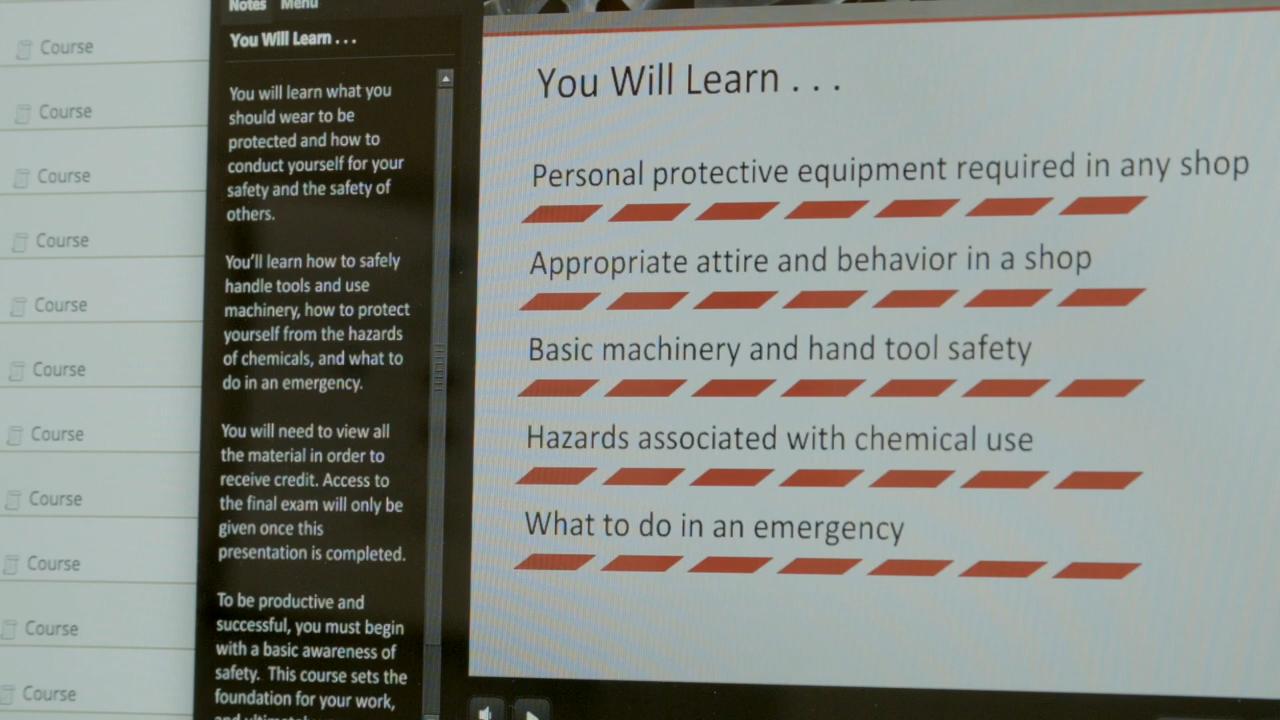 Course
Course
Course
Course
Course
Course
Course
Course
Course
Course
Course
Notes Menu
You Will Learn . . .
You will learn what you
should wear to be
protected and how to
conduct yourself for your
safety and the safety of
others.
You'll learn how to safely
handle tools and use
machinery, how to protect
yourself from the hazards
of chemicals, and what to
do in an emergency.
You will need to view all
the material in order to
receive credit. Access to
the final exam will only be
given once this
presentation is completed.
To be productive and
successful, you must begin
with a basic awareness of
safety. This course sets the
foundation for your work,
You Will Learn . . .
Personal protective equipment required in any shop
Appropriate attire and behavior in a shop
Basic machinery and hand tool safety
Hazards associated with chemical use
What to do in an emergency